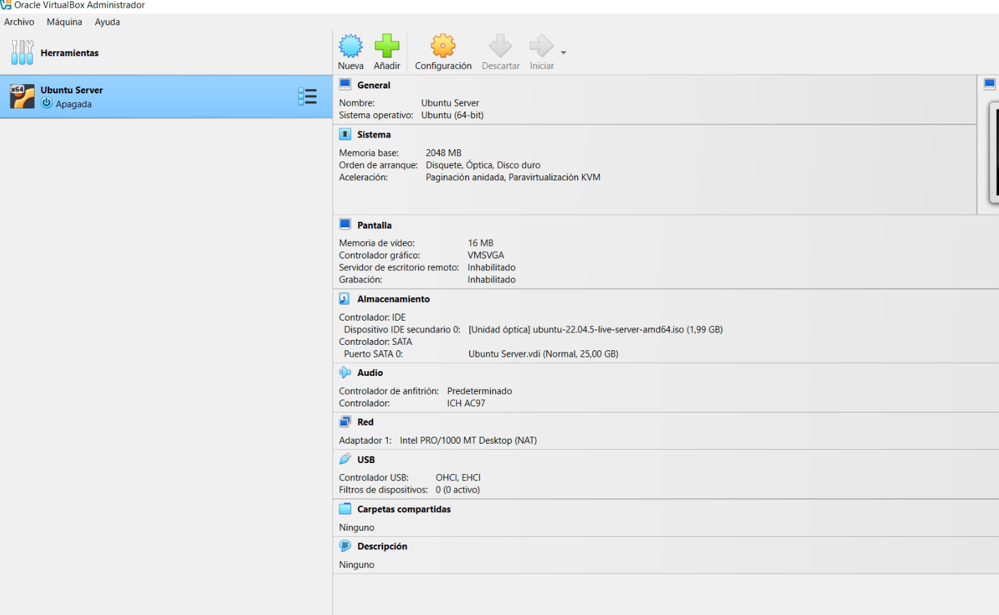 Oracle VirtualBox Administrador
Archivo Máquina Ayuda
Herramientas
Nueva Añadir Configuración Descartar Iniciar
x64
Ubuntu Server
Apagada
General
Nombre: Ubuntu Server
Sistema operativo: Ubuntu (64-bit)
Sistema
Memoria base: 2048 MB
Orden de arranque: Disquete, Óptica, Disco duro
Aceleración: Paginación anidada, Paravirtualización KVM
Pantalla
Memoria de vídeo: 16 MB
Controlador gráfico: VMSVGA
Servidor de escritorio remoto: Inhabilitado
Grabación: Inhabilitado
Almacenamiento
Controlador: IDE
Dispositivo IDE secundario 0: [Unidad óptica] ubuntu-22.04.5-live-server-amd64.iso (1,99 GB)
Controlador: SATA
Puerto SATA 0: Ubuntu Server.vdi (Normal, 25,00 GB)
Audio
Controlador de anfitrión: Predeterminado
Controlador: ICH AC97
Red
Adaptador 1: Intel PRO/1000 MT Desktop (NAT)
USB
Controlador USB: OHCI, EHCI
Filtros de dispositivos: 0 (0 activo)
Carpetas compartidas
Ninguno
Descripción
Ninguno